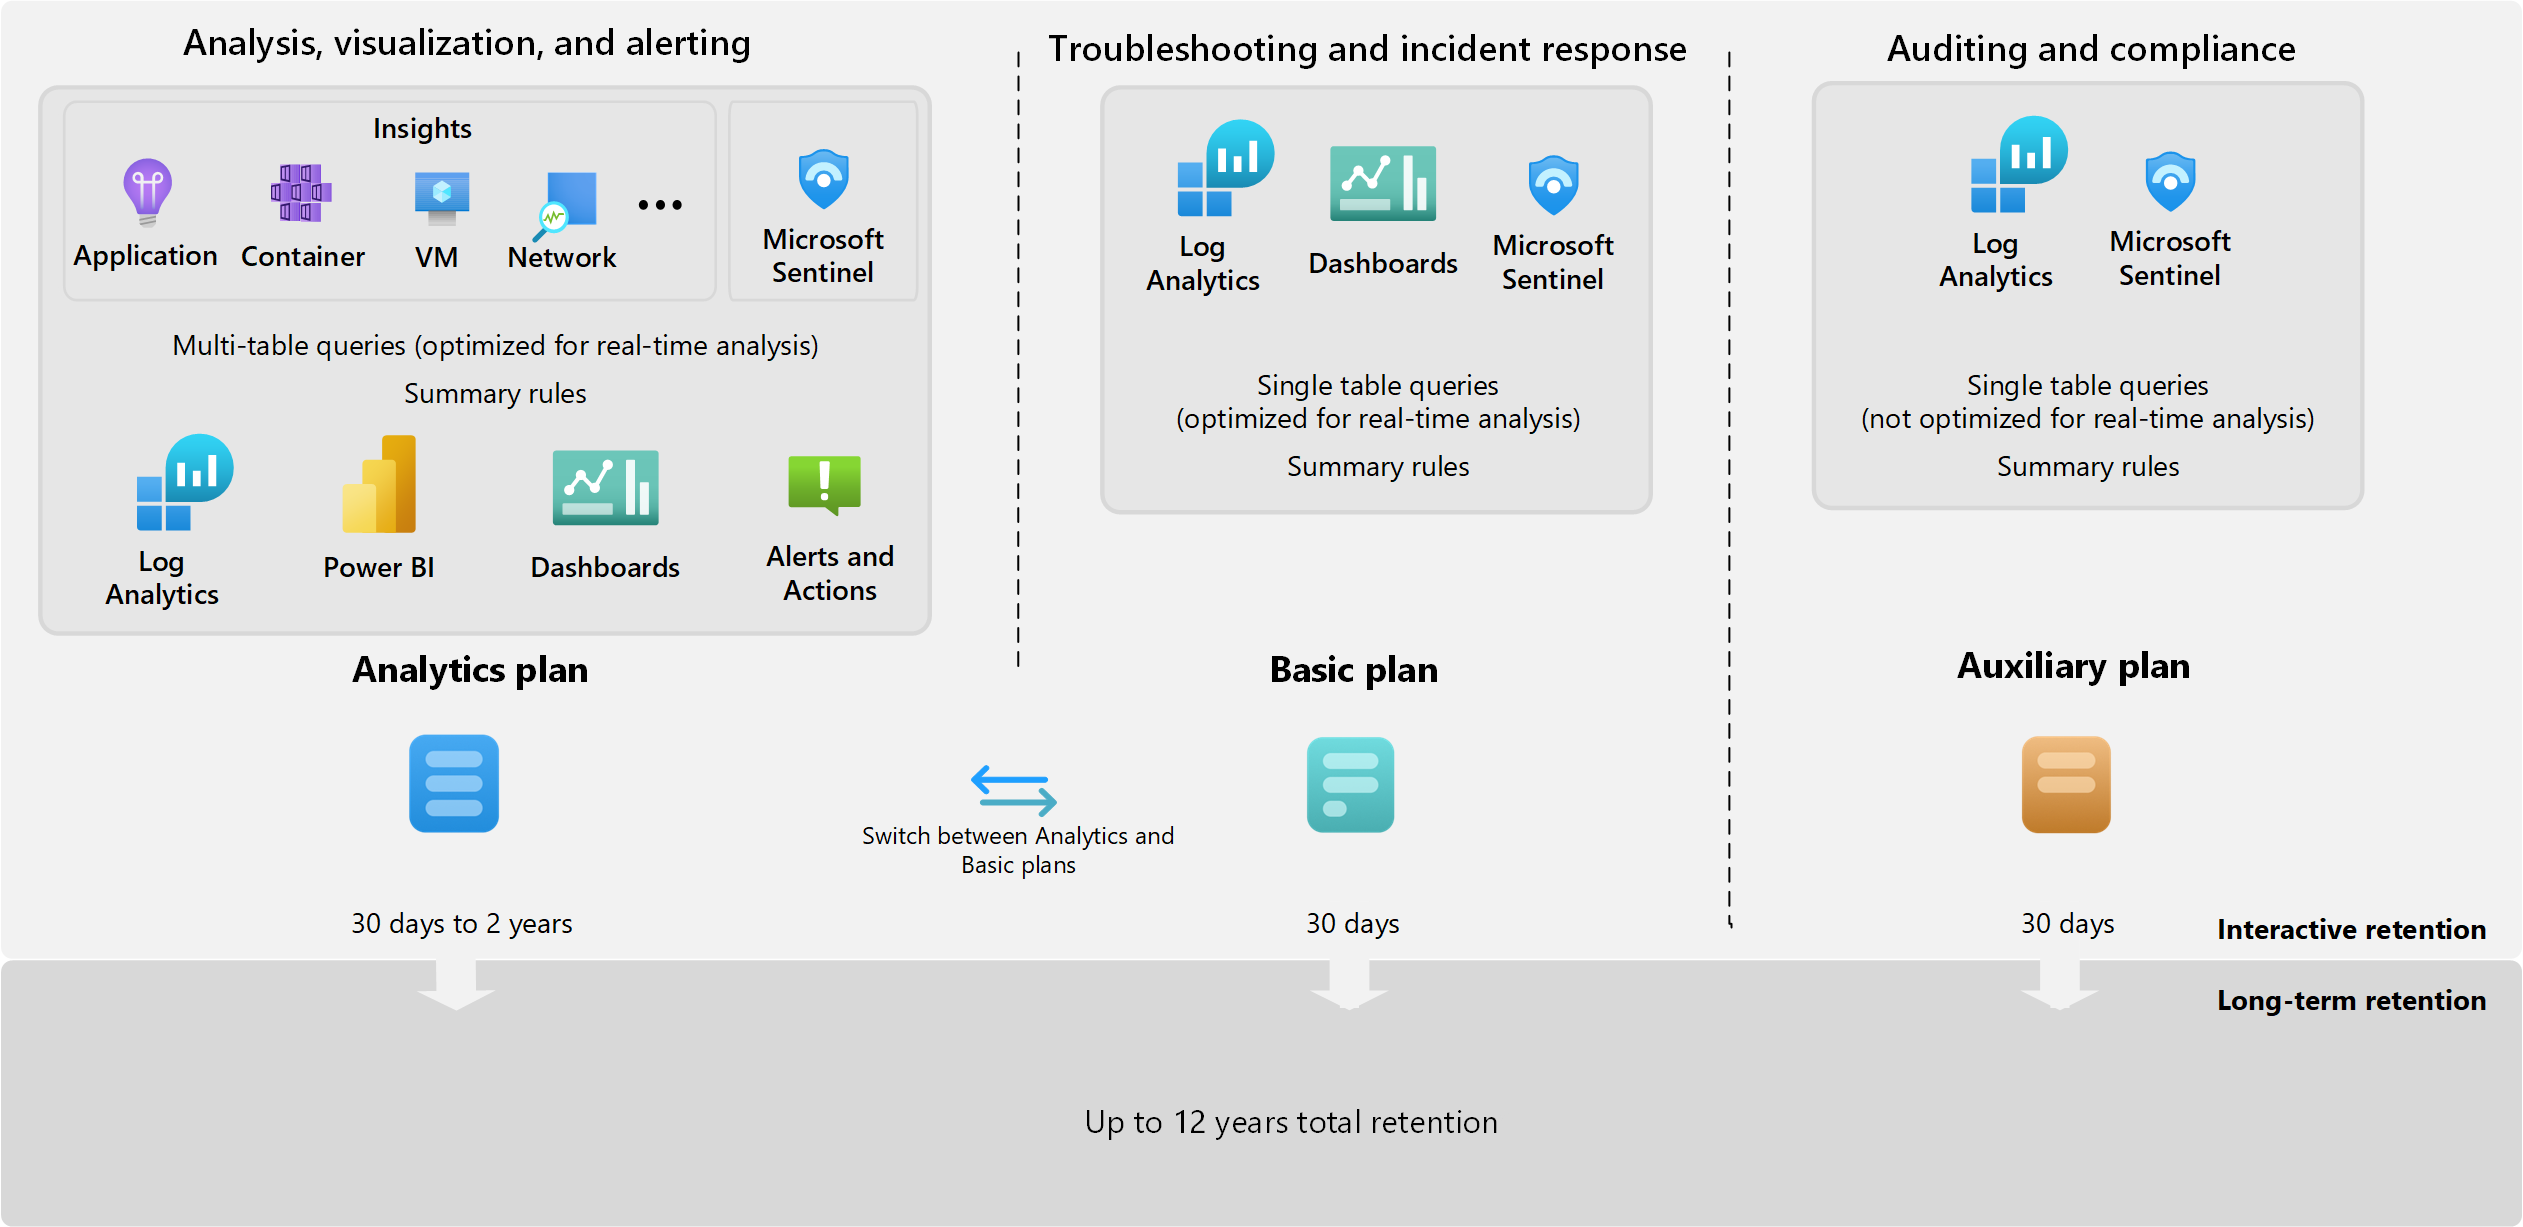 Analysis, visualization, and alerting
Insights
Application
Container
VM
Network
Microsoft
Sentinel
Multi-table queries (optimized for real-time analysis)
Summary rules
Log
Analytics
Power BI
Dashboards
Alerts and
Actions
Analytics plan
30 days to 2 years
Switch between Analytics and
Basic plans
Troubleshooting and incident response
Log
Analytics
Dashboards
Microsoft
Sentinel
Single table queries
(optimized for real-time analysis)
Summary rules
Basic plan
30 days
Auditing and compliance
Log
Analytics
Microsoft
Sentinel
Single table queries
(not optimized for real-time analysis)
Summary rules
Auxiliary plan
30 days
Interactive retention
Long-term retention
Up to 12 years total retention